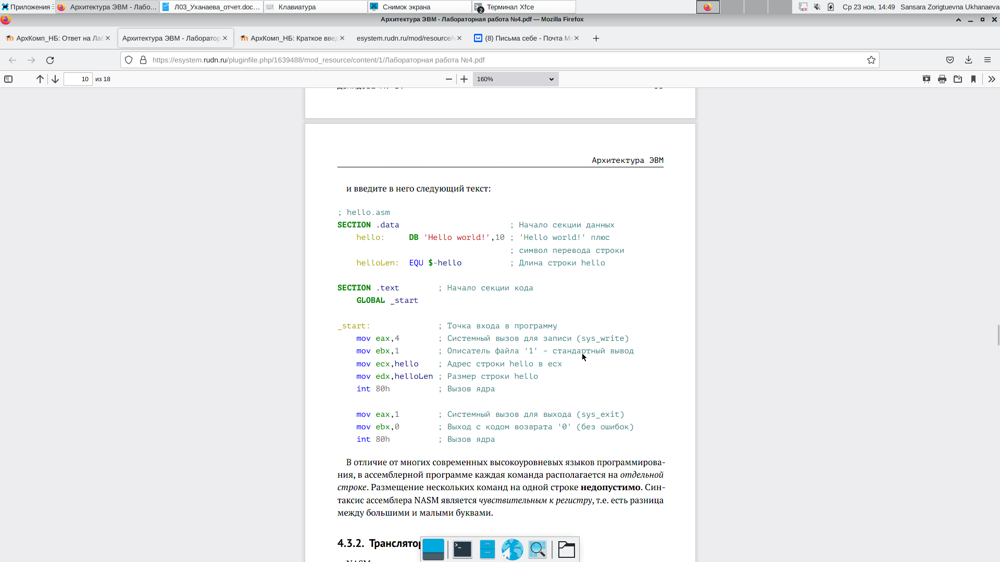 Приложения
Архитектура ЭВМ - Лабо...
Л03_Уханаева_отчет.doc...
Клавиатура
Снимок экрана
2 Терминал Xfce
Ср 23 ноя, 14:49 Sansara Zorigtuevna Ukhanaeva
Архитектура ЭВМ - Лабораторная работа №4.pdf — Mozilla Firefox
АрхКомп_НБ: Ответ на Ла
Архитектура ЭВМ - Лаборатор
АрхКомп_НБ: Краткое вве
esystem.rudn.ru/mod/resource/
(8) Письма себе - Почта Ma
https://esystem.rudn.ru/pluginfile.php/1639488/mod_resource/content/1//Лабораторная работа №4.pdf
10 из 18
160%
Архитектура ЭВМ
и введите в него следующий текст:
; hello.asm
SECTION .data ; Начало секции данных
hello: DB 'Hello world!',10 ; 'Hello world!' плюс
; символ перевода строки
helloLen: EQU $-hello ; Длина строки hello
SECTION .text ; Начало секции кода
GLOBAL _start
_start: ; Точка входа в программу
mov eax,4 ; Системный вызов для записи (sys_write)
mov ebx,1 ; Описатель файла '1' - стандартный вывод
mov ecx,hello ; Адрес строки hello в ecx
mov edx,helloLen ; Размер строки hello
int 80h ; Вызов ядра
mov eax,1 ; Системный вызов для выхода (sys_exit)
mov ebx,0 ; Выход с кодом возврата '0' (без ошибок)
int 80h ; Вызов ядра
В отличие от многих современных высокоуровневых языков программирова-
ния, в ассемблерной программе каждая команда располагается на отдельной
строке. Размещение нескольких команд на одной строке недопустимо. Син-
таксис ассемблера NASM является чувствительным к регистру, т.е. есть разница
между большими и малыми буквами.
4.3.2. Транслятор
NASM